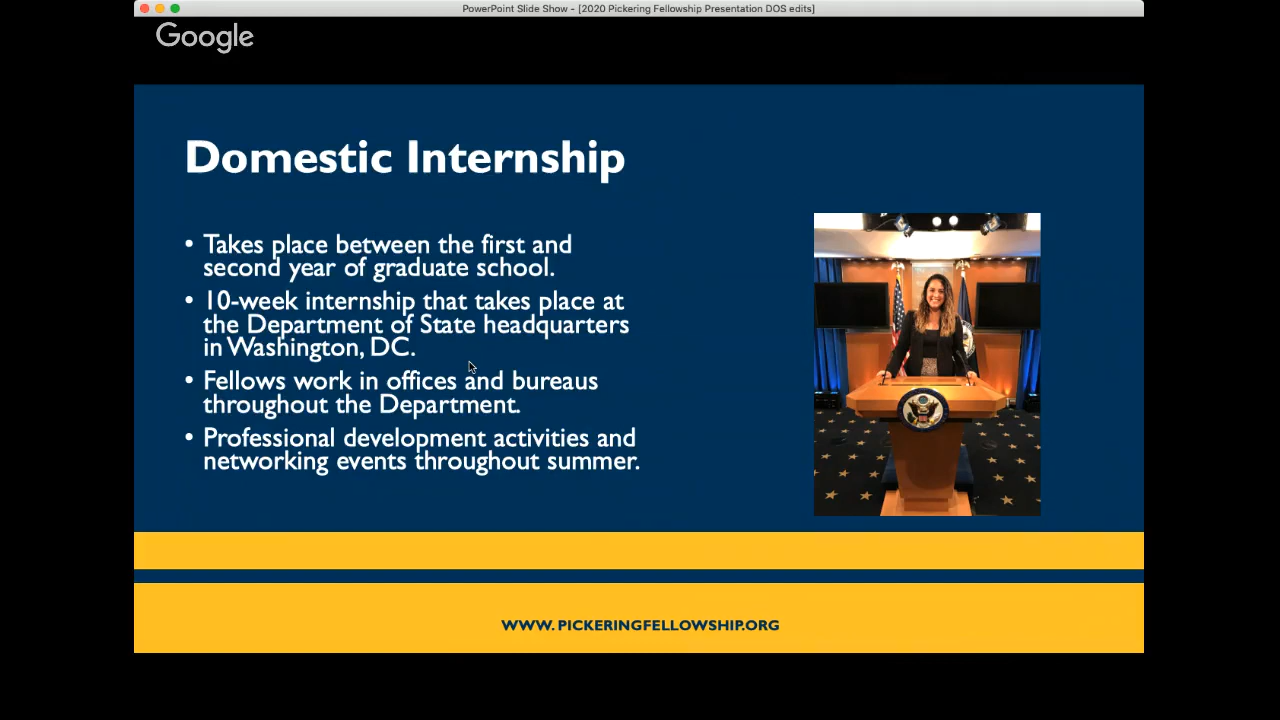 PowerPoint Slide Show - [2020 Pickering Fellowship Presentation DOS edits]
Google
Domestic Internship
• Takes place between the first and
second year of graduate school.
• 10-week internship that takes place at
the Department of State headquarters
in Washington, DC.
• Fellows work in offices and bureaus
throughout the Department.
• Professional development activities and
networking events throughout summer.
WWW. PICKERINGFELLOWSHIP.ORG